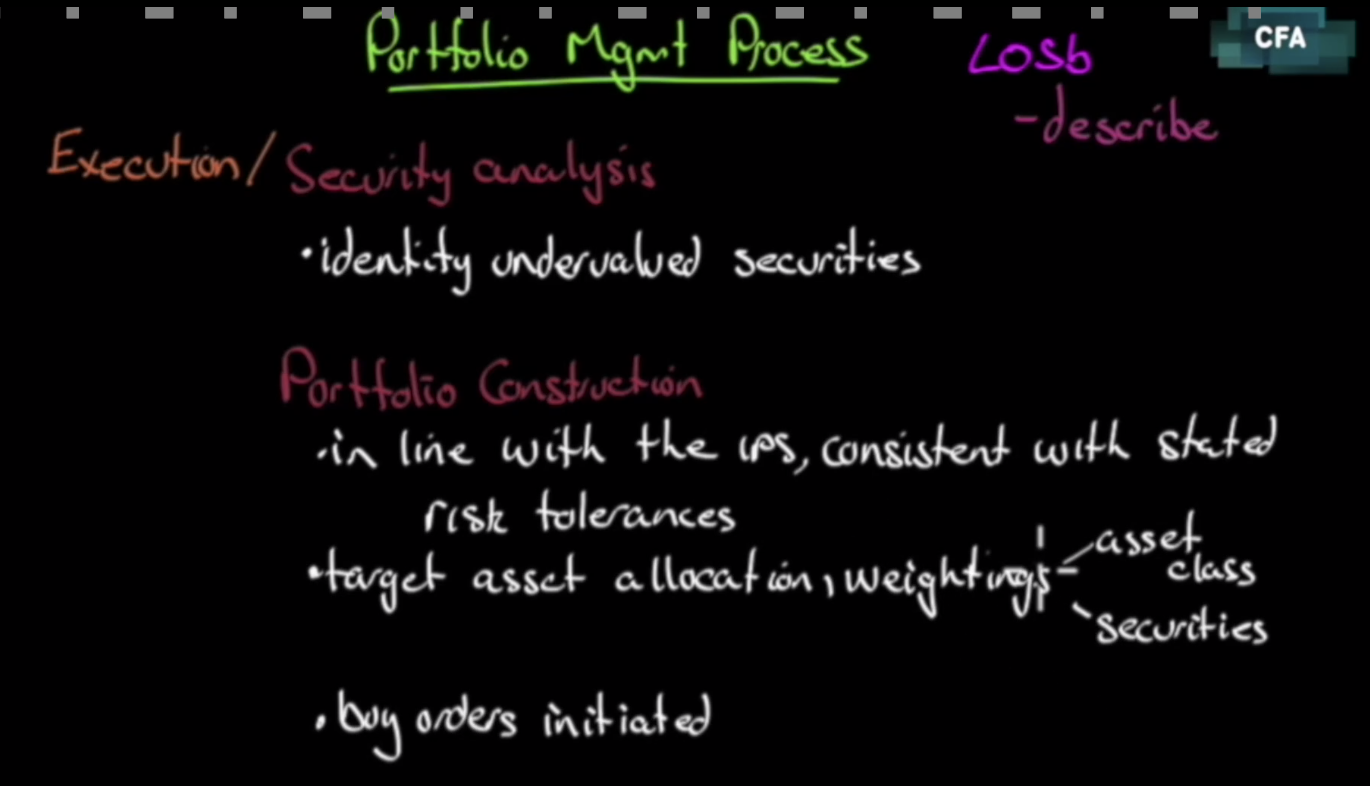 Portfolio Mgmt Process
LOSb
CFA
-describe
Execution/Security analysis
•identity undervalued securities
Portfolio Construction
•in line with the IPS, consistent with stated
risk tolerances
•target asset allocation, weightings
asset
class
securities
•buy orders initiated